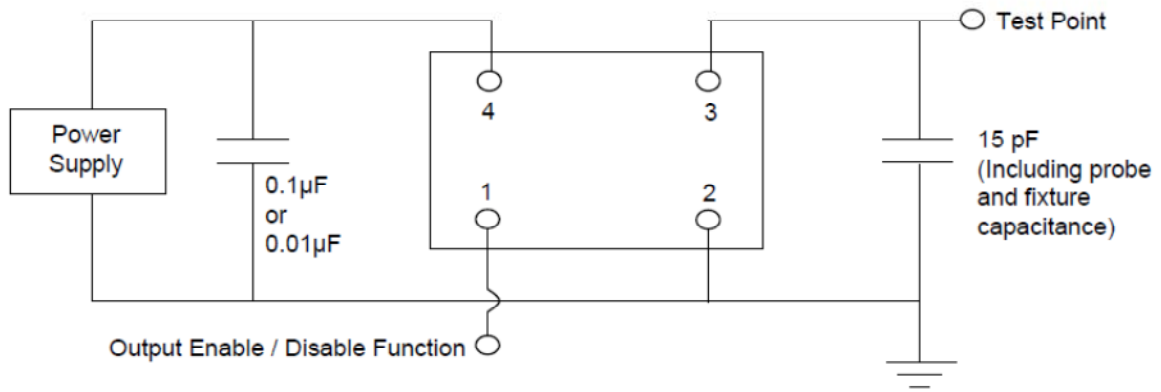 Test Point
4
3
Power
Supply
15 pF
(Including probe
and fixture
capacitance)
0.1µF
or
0.01µF
1
2
Output Enable / Disable Function